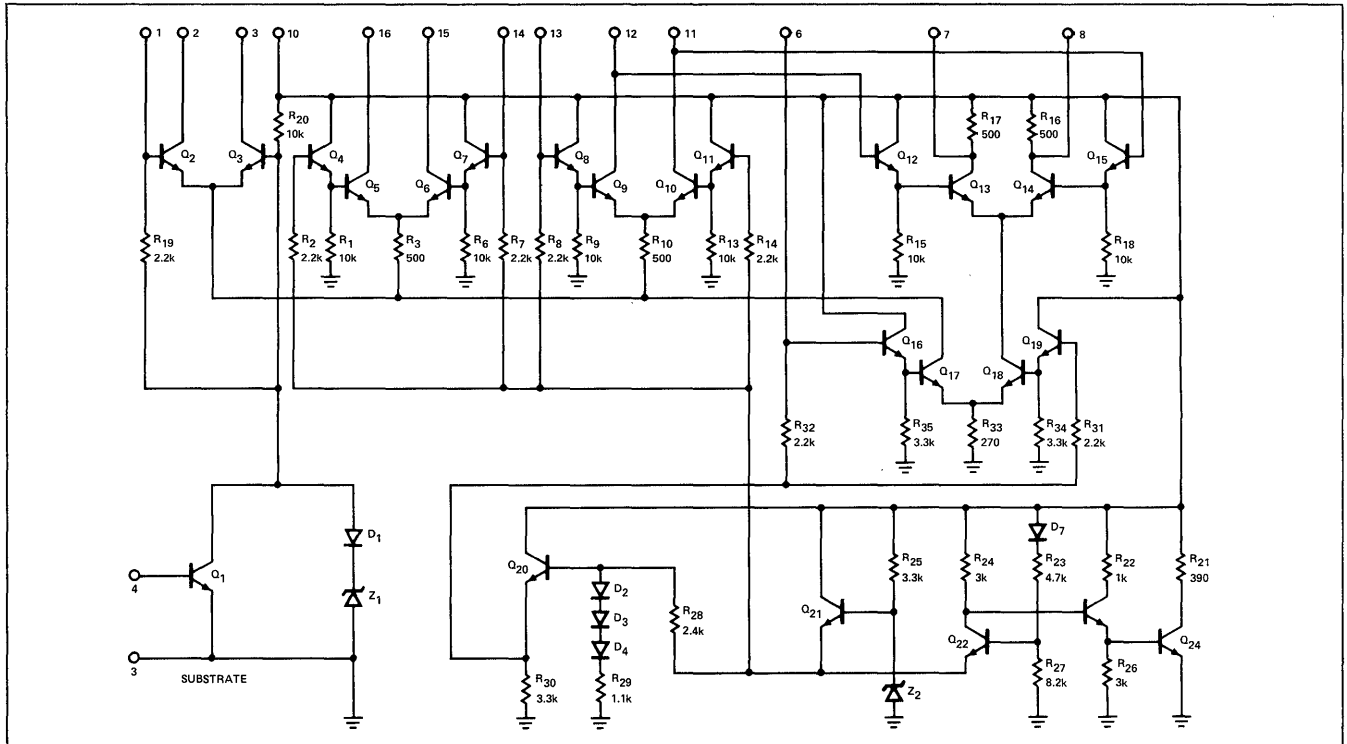 1 2 3 10 16 15 14 13 12 11 6 7 8
R20 10k
R17 500
R16 500
Q2 Q3 Q4 Q5 Q6 Q7 Q8 Q9 Q10 Q11 Q12 Q13 Q14 Q15
R19 2.2k
R2 2.2k
R1 10k
R3 500
R6 10k
R7 2.2k
R8 2.2k
R9 10k
R10 500
R13 10k
R14 2.2k
R15 10k
R18 10k
Q16 Q17 Q18 Q19
R32 2.2k
R35 3.3k
R33 270
R34 3.3k
R31 2.2k
4
Q1
D1
Z1
3
SUBSTRATE
Q20
D2
D3
D4
R30 3.3k
R29 1.1k
R28 2.4k
Q21
R25 3.3k
Z2
R24 3k
Q22
D7
R23 4.7k
R27 8.2k
R22 1k
R26 3k
R21 390
Q24